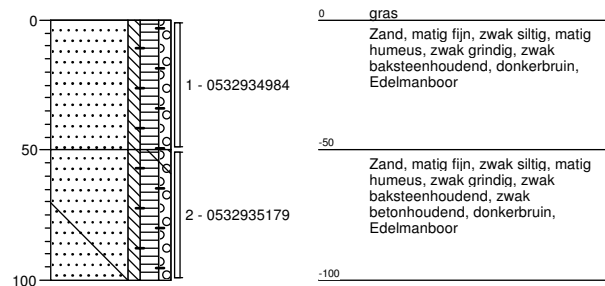 0
50
100
1 - 0532934984
2 - 0532935179
0 gras
Zand, matig fijn, zwak siltig, matig
humeus, zwak grindig, zwak
baksteenhoudend, donkerbruin,
Edelmanboor
-50
Zand, matig fijn, zwak siltig, matig
humeus, zwak grindig, zwak
baksteenhoudend, zwak
betonhoudend, donkerbruin,
Edelmanboor
-100